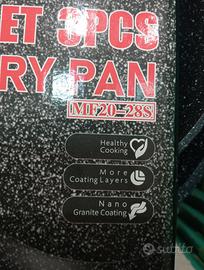 ET 3PCS
RY PAN
MF20-28S
Healthy
Cooking
More
Coating Layers
Nano
Granite Coating
subito